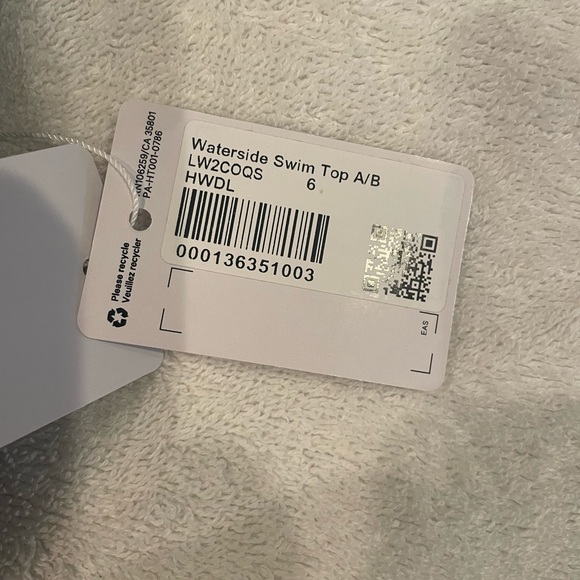 Waterside Swim Top A/B
LW2COQS 6
HWDL
000136351003
EAS
Please recycle
Veuillez recycler
RN106259/CA 35801
PA-HT001-0786